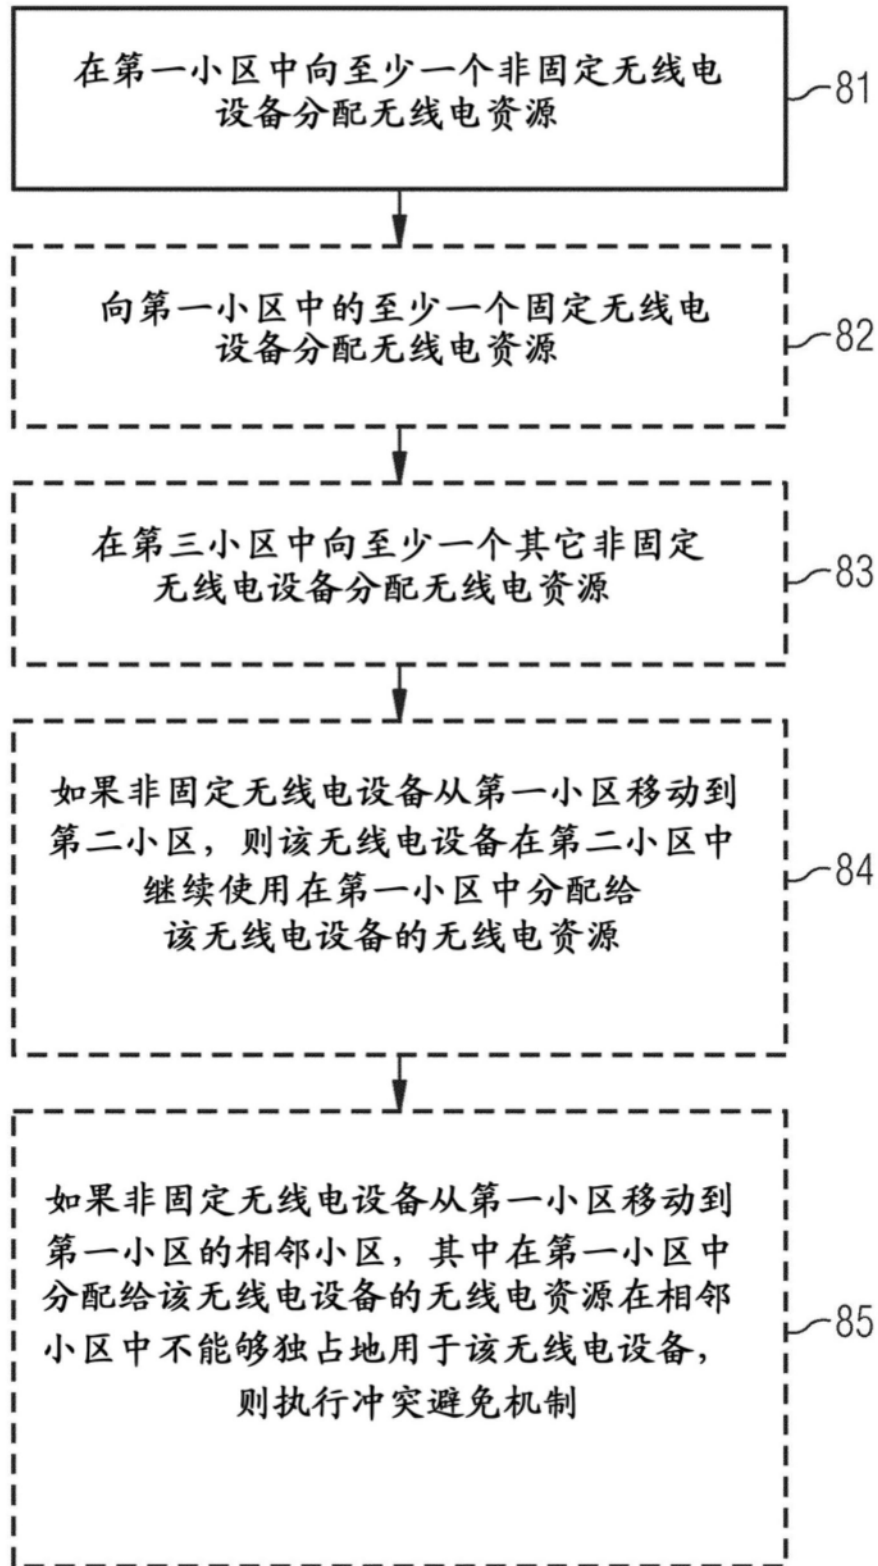 在第一小区中向至少一个非固定无线电
设备分配无线电资源
81
向第一小区中的至少一个固定无线电
设备分配无线电资源
82
在第三小区中向至少一个其它非固定
无线电设备分配无线电资源
83
如果非固定无线电设备从第一小区移动到
第二小区，则该无线电设备在第二小区中
继续使用在第一小区中分配给
该无线电设备的无线电资源
84
如果非固定无线电设备从第一小区移动到
第一小区的相邻小区，其中在第一小区中
分配给该无线电设备的无线电资源在相邻
小区中不能够独占地用于该无线电设备，
则执行冲突避免机制
85